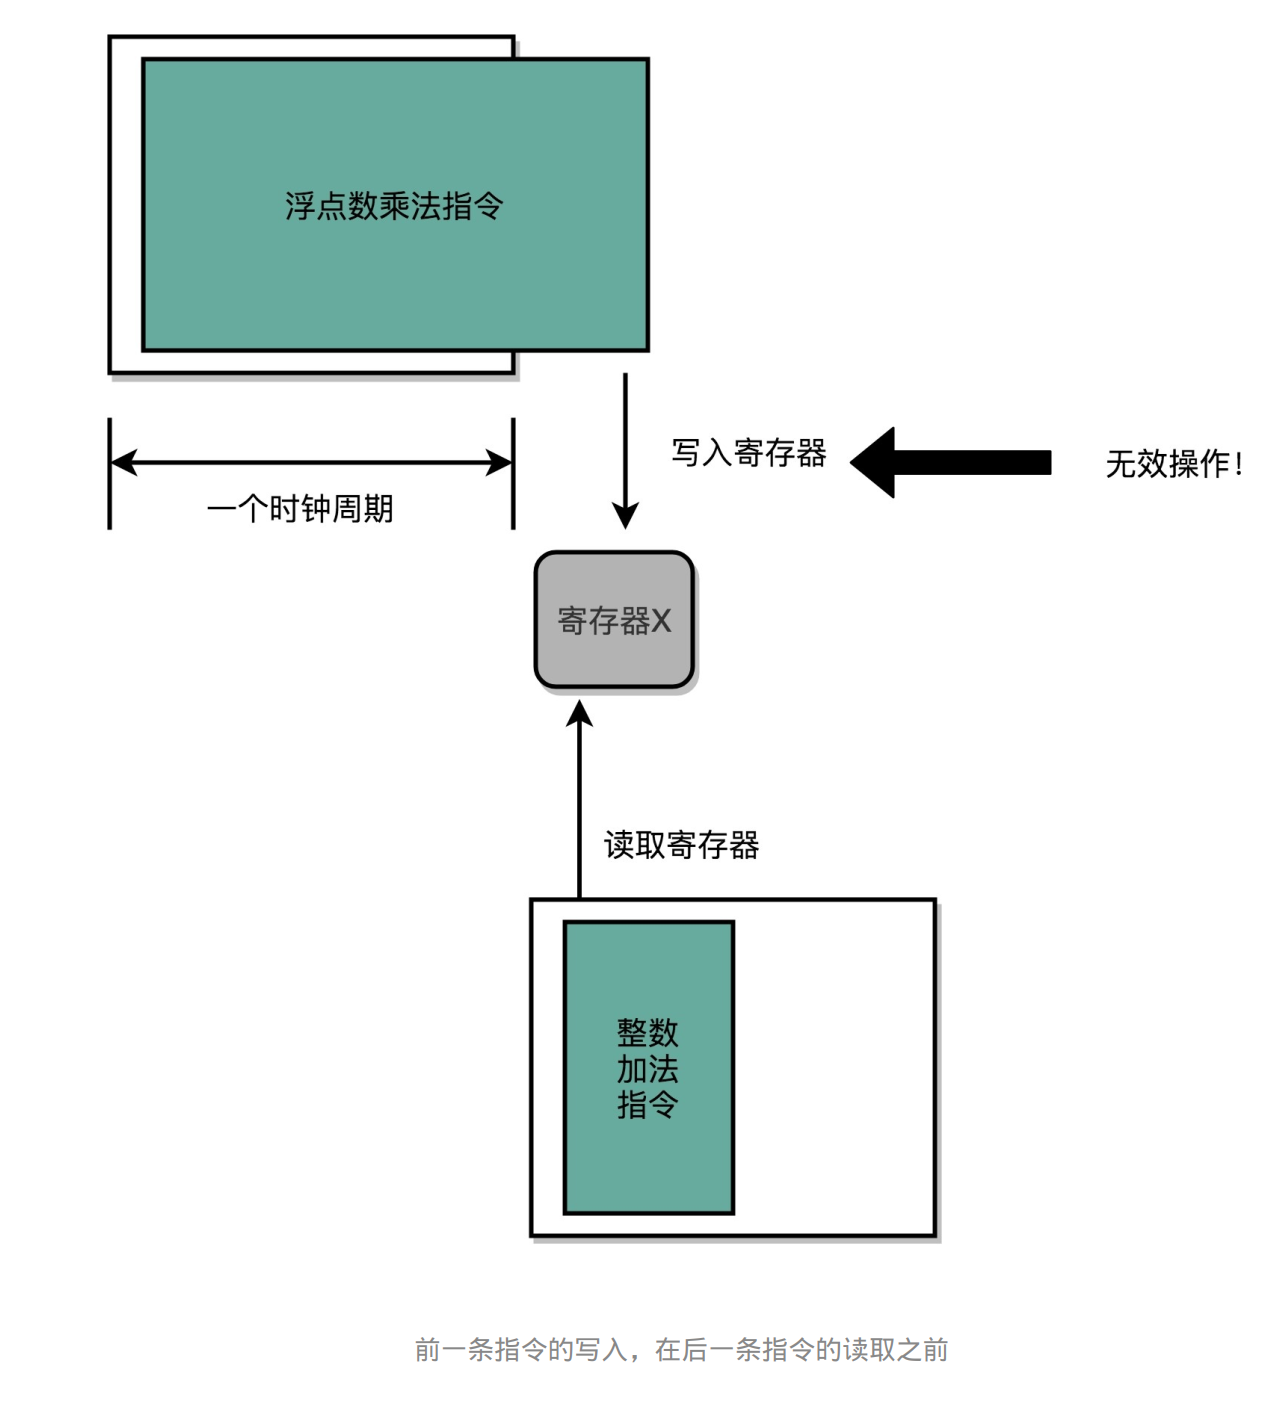 浮点数乘法指令
写入寄存器
无效操作！
一个时钟周期
寄存器X
读取寄存器
整数
加法
指令
前一条指令的写入，在后一条指令的读取之前